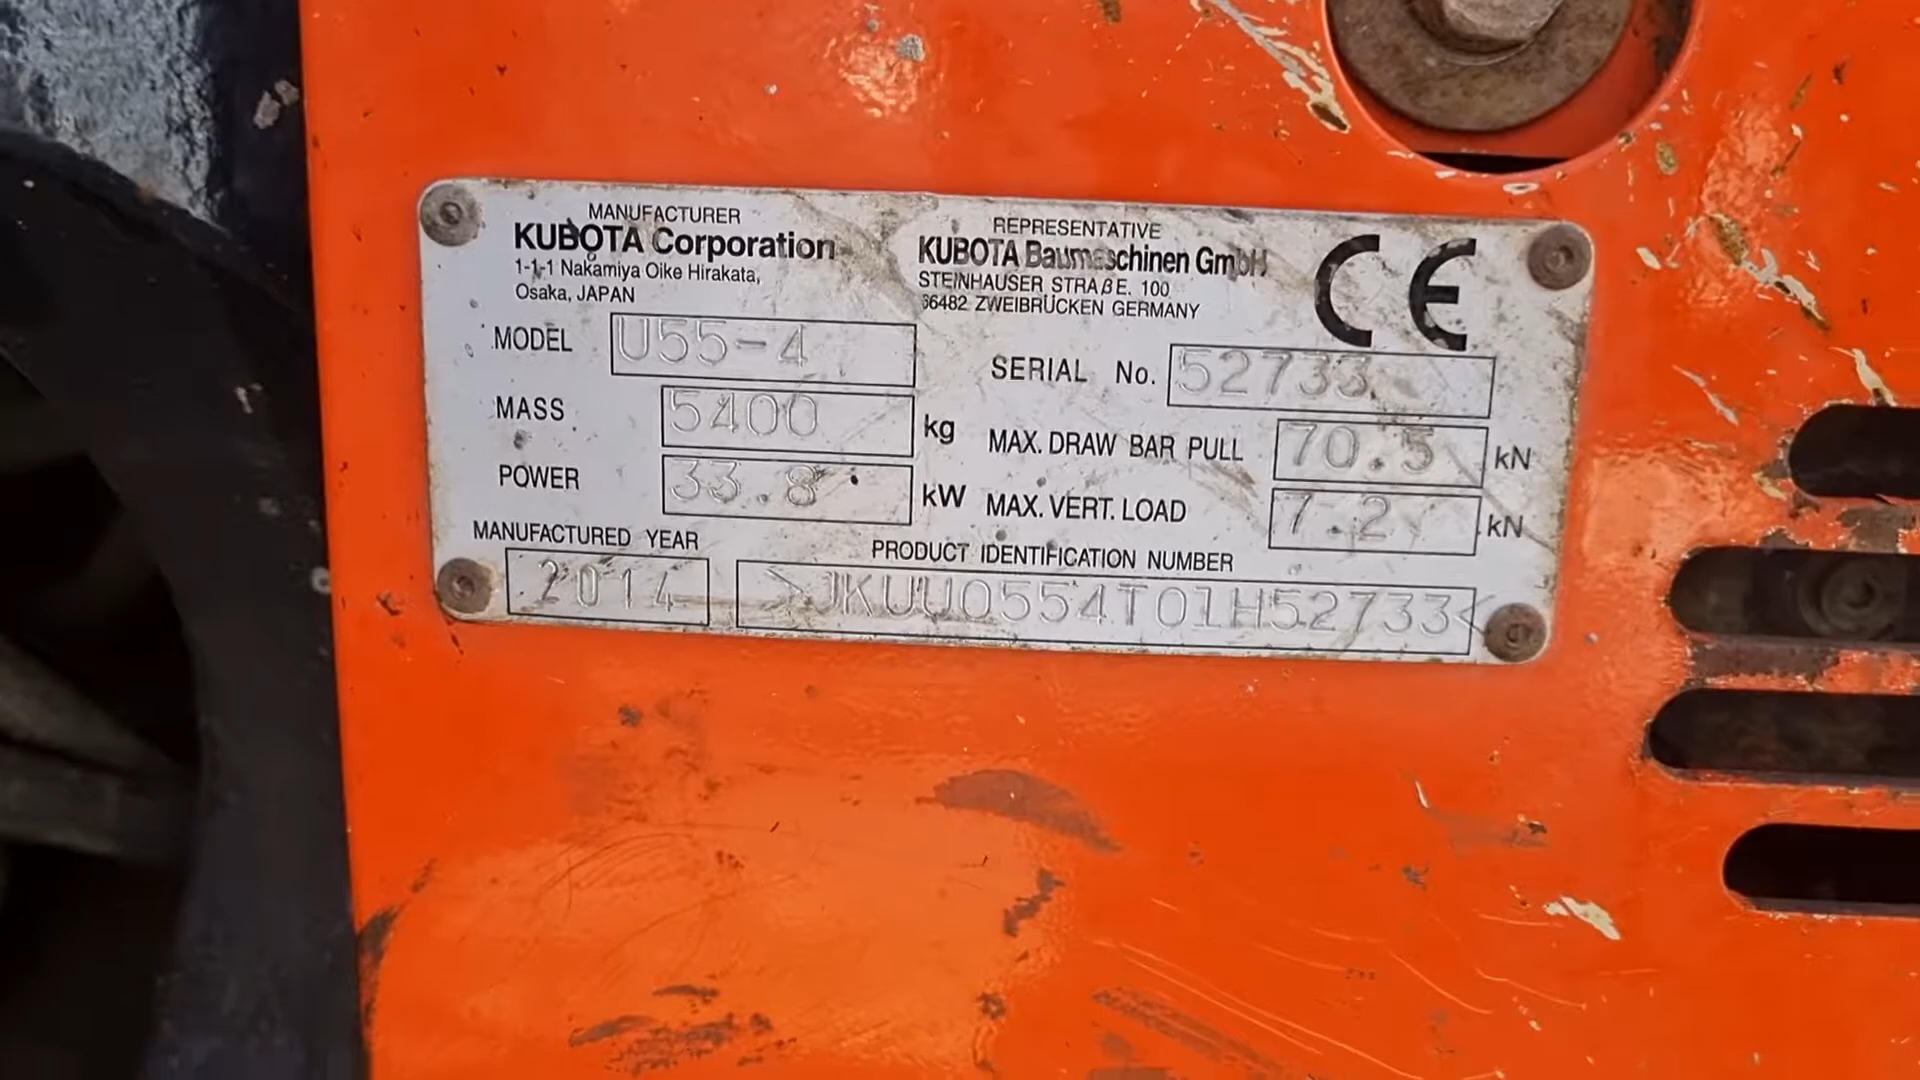 MANUFACTURER
KUBOTA Corporation
1-1-1 Nakamiya Oike Hirakata,
Osaka, JAPAN
REPRESENTATIVE
KUBOTA Baumaschinen GmbH
STEINHAUSER STRAßE. 100
66482 ZWEIBRÜCKEN GERMANY
CE
MODEL U55-4
SERIAL No. 52733
MASS 5400 kg
MAX. DRAW BAR PULL 70.5 kN
POWER 33.8 kW
MAX. VERT. LOAD 7.2 kN
MANUFACTURED YEAR
2014
PRODUCT IDENTIFICATION NUMBER
>JKUU0554T01H52733<